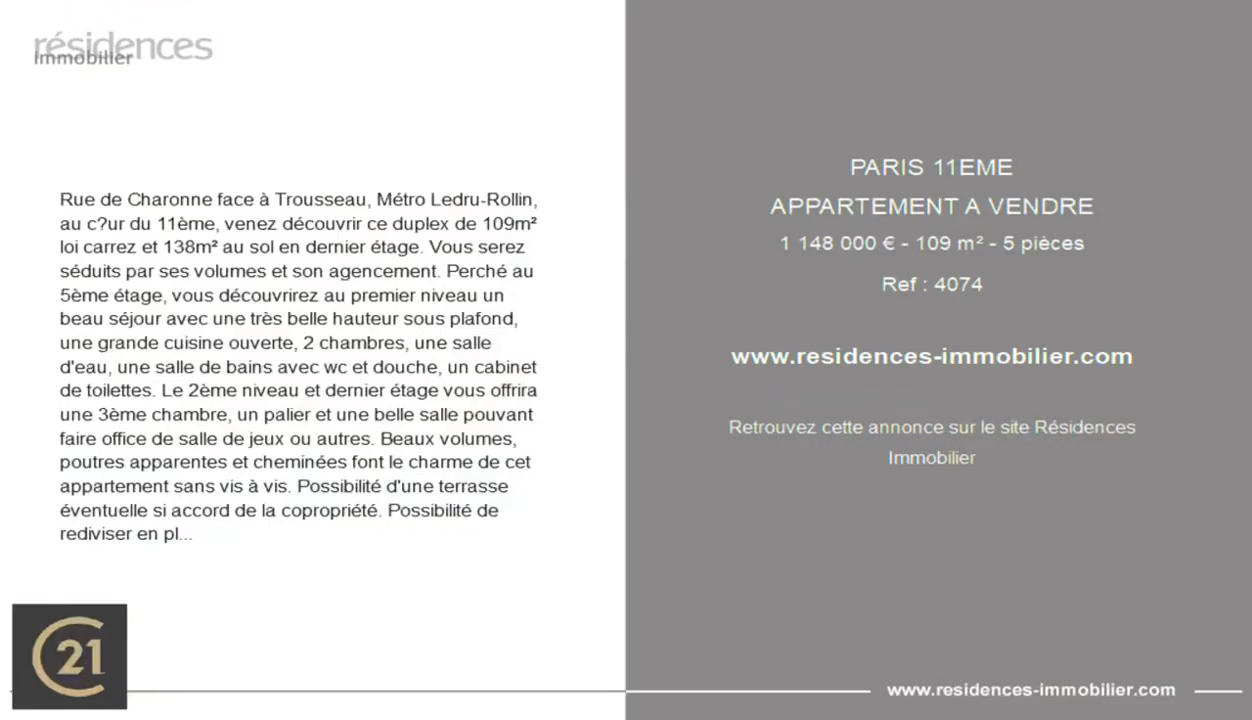 résidences
immobilier
Rue de Charonne face à Trousseau, Métro Ledru-Rollin,
au c?ur du 11ème, venez découvrir ce duplex de 109m²
loi carrez et 138m² au sol en dernier étage. Vous serez
séduits par ses volumes et son agencement. Perché au
5ème étage, vous découvrirez au premier niveau un
beau séjour avec une très belle hauteur sous plafond,
une grande cuisine ouverte, 2 chambres, une salle
d'eau, une salle de bains avec wc et douche, un cabinet
de toilettes. Le 2ème niveau et dernier étage vous offrira
une 3ème chambre, un palier et une belle salle pouvant
faire office de salle de jeux ou autres. Beaux volumes,
poutres apparentes et cheminées font le charme de cet
appartement sans vis à vis. Possibilité d'une terrasse
éventuelle si accord de la copropriété. Possibilité de
rediviser en pl...
C21
PARIS 11EME
APPARTEMENT A VENDRE
1 148 000 € - 109 m² - 5 pièces
Ref : 4074
www.residences-immobilier.com
Retrouvez cette annonce sur le site Résidences
Immobilier
www.residences-immobilier.com